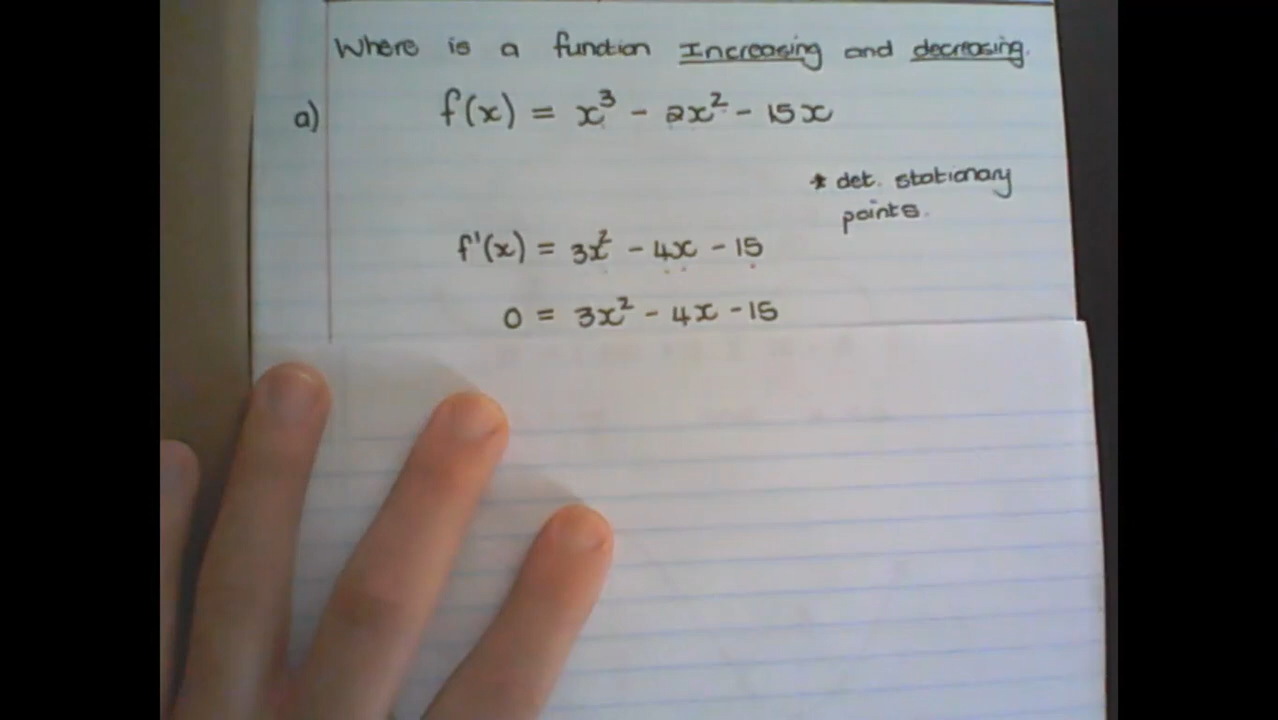 Where is a function Increasing and decreasing.
a) f(x) = x³ - 2x² - 15x
* det. stationary
points.
f'(x) = 3x² - 4x - 15
0 = 3x² - 4x - 15